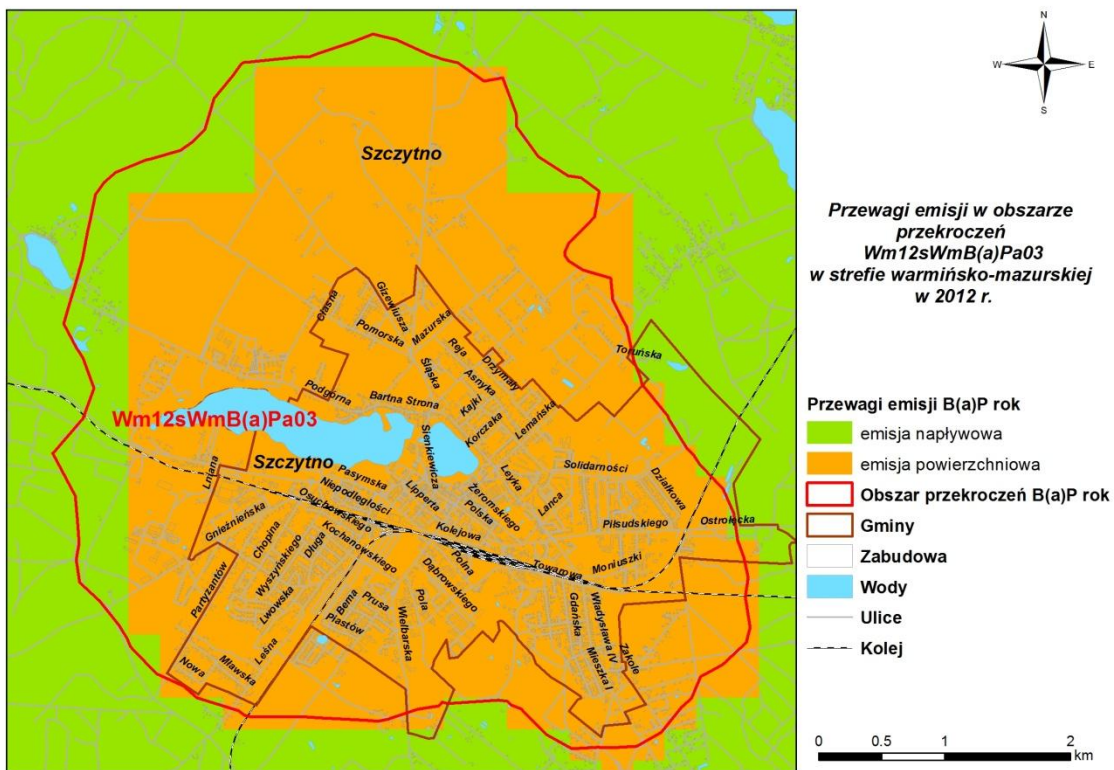 N
W
E
S
Szczytno
Przewagi emisji w obszarze
przekroczeń
Wm12sWmB(a)Pa03
w strefie warmińsko-mazurskiej
w 2012 r.
Gizewiusza
Ciasna
Pomorska
Mazurska
Reja
Drzymały
Toruńska
Śląska
Asnyka
Podgórna
Bartna Strona
Kajki
Lemańska
Korczaka
Wm12sWmB(a)Pa03
Sienkiewicza
Szczytno
Lniana
Pasymska
Niepodległości
Osuchowskiego
Lipperta
Żeromskiego
Polska
Leyka
Lanca
Solidarności
Działkowa
Piłsudskiego
Ostrołęcka
Gnieźnieńska
Chopina
Wyszyńskiego
Długa
Kochanowskiego
Kolejowa
Polna
Dąbrowskiego
Towarowa
Moniuszki
Partyzantów
Lwowska
Bema
Prusa
Piastów
Pola
Wielbarska
Gdańska
Władysława IV
Mieszka I
Zakole
Leśna
Mławska
Nowa
Przewagi emisji B(a)P rok
emisja napływowa
emisja powierzchniowa
Obszar przekroczeń B(a)P rok
Gminy
Zabudowa
Wody
Ulice
Kolej
0 0.5 1 2
km